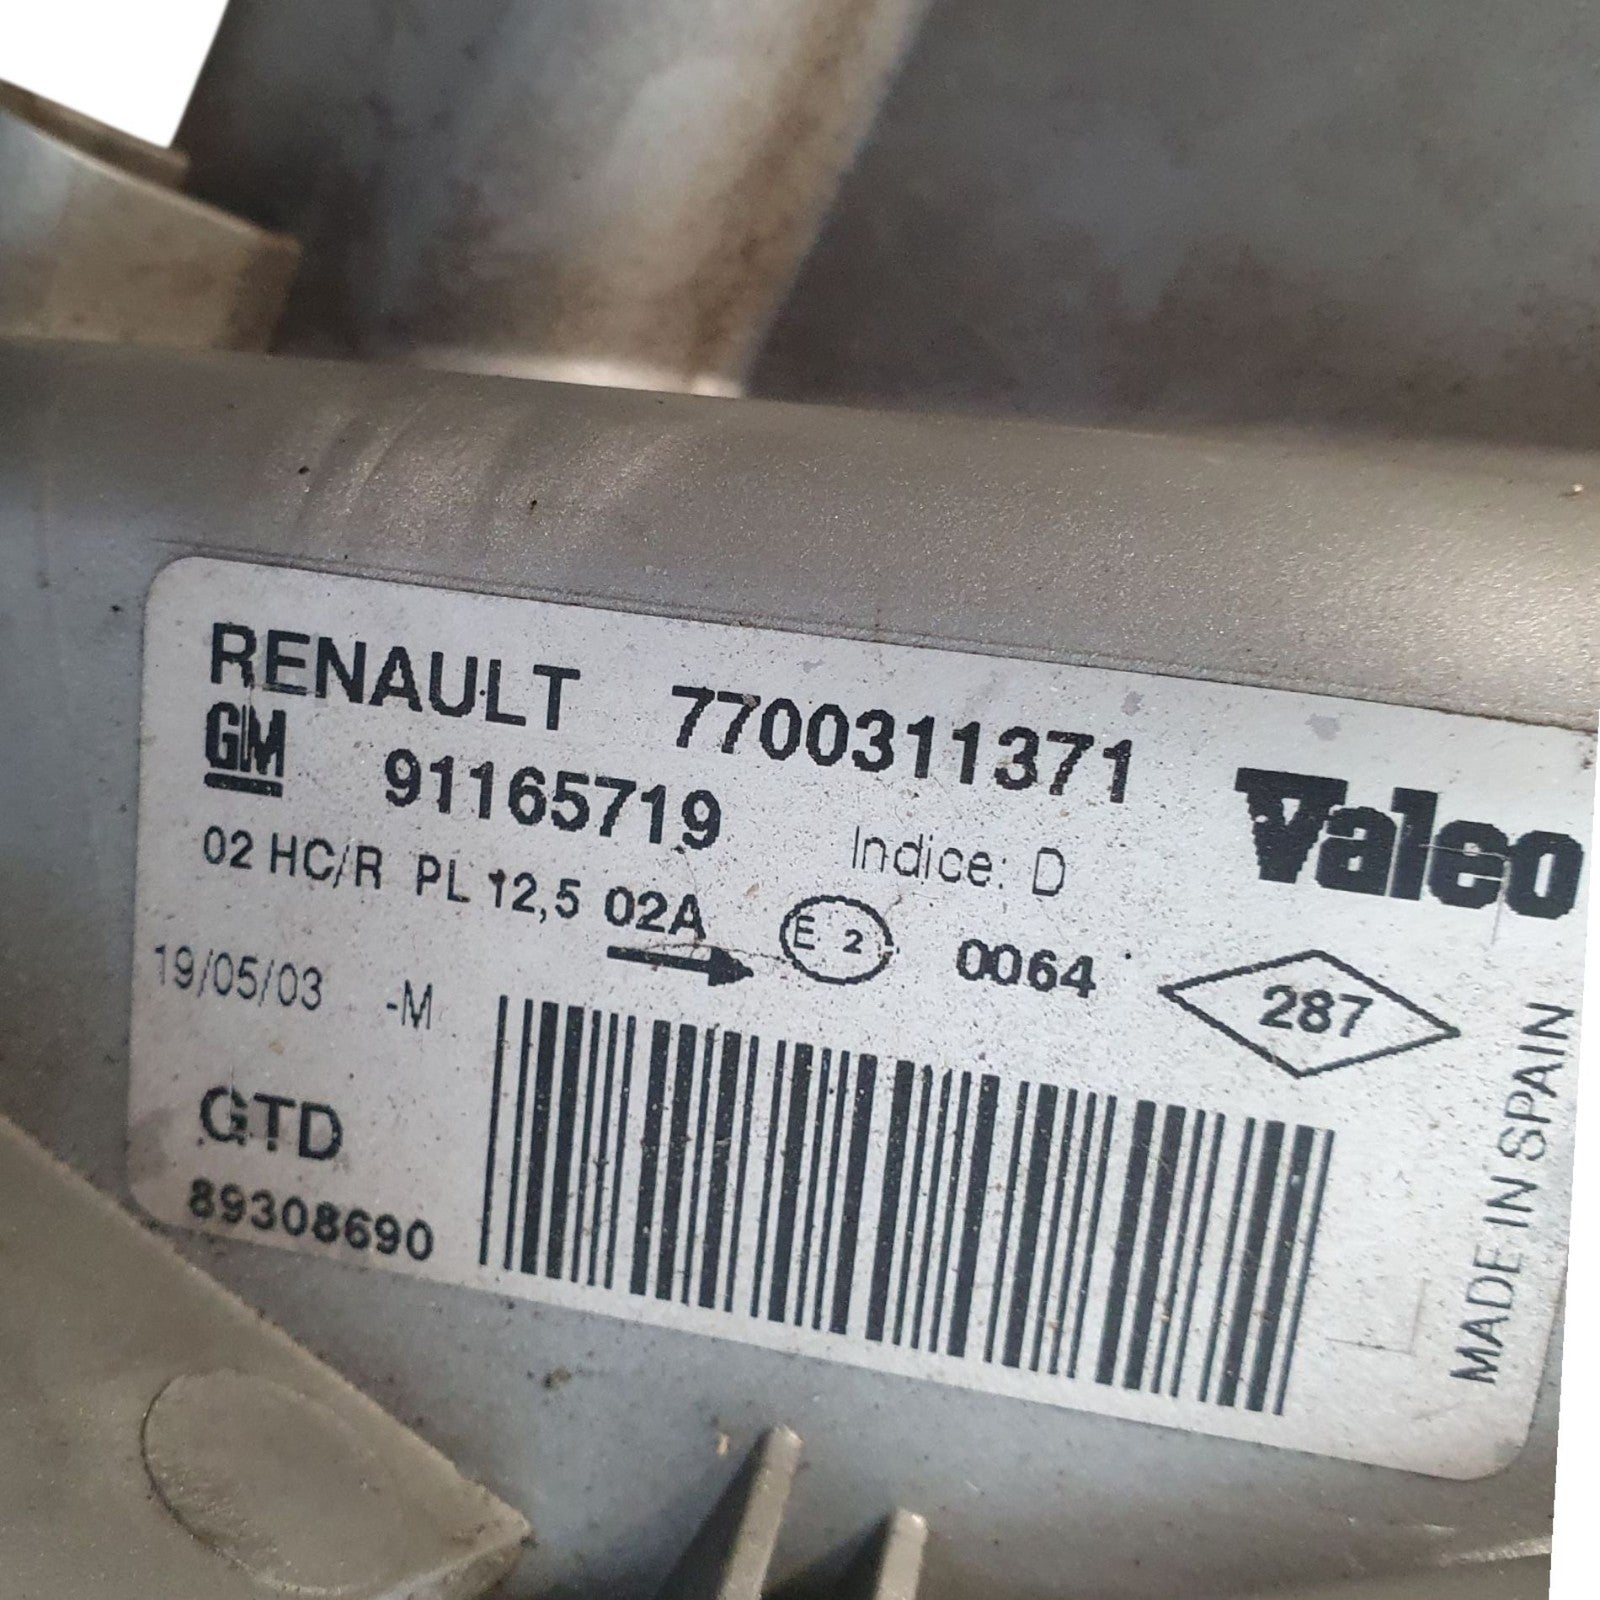 RENAULT 7700311371
GM 91165719 Indice: D Valeo
02 HC/R PL 12,5 02A E 2 0064 287
19/05/03 -M
GTD
89308690
MADE IN SPAIN